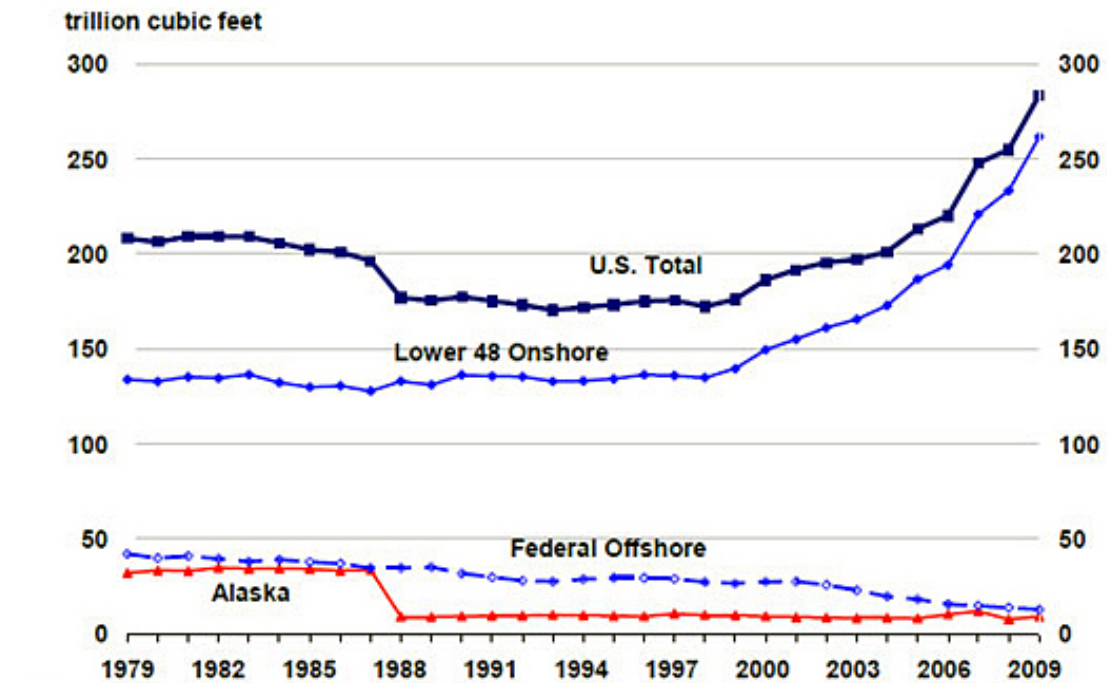 trillion cubic feet
300 300
250 250
200 200
U.S. Total
150 150
Lower 48 Onshore
100 100
50 50
Federal Offshore
Alaska
0 0
1979 1982 1985 1988 1991 1994 1997 2000 2003 2006 2009